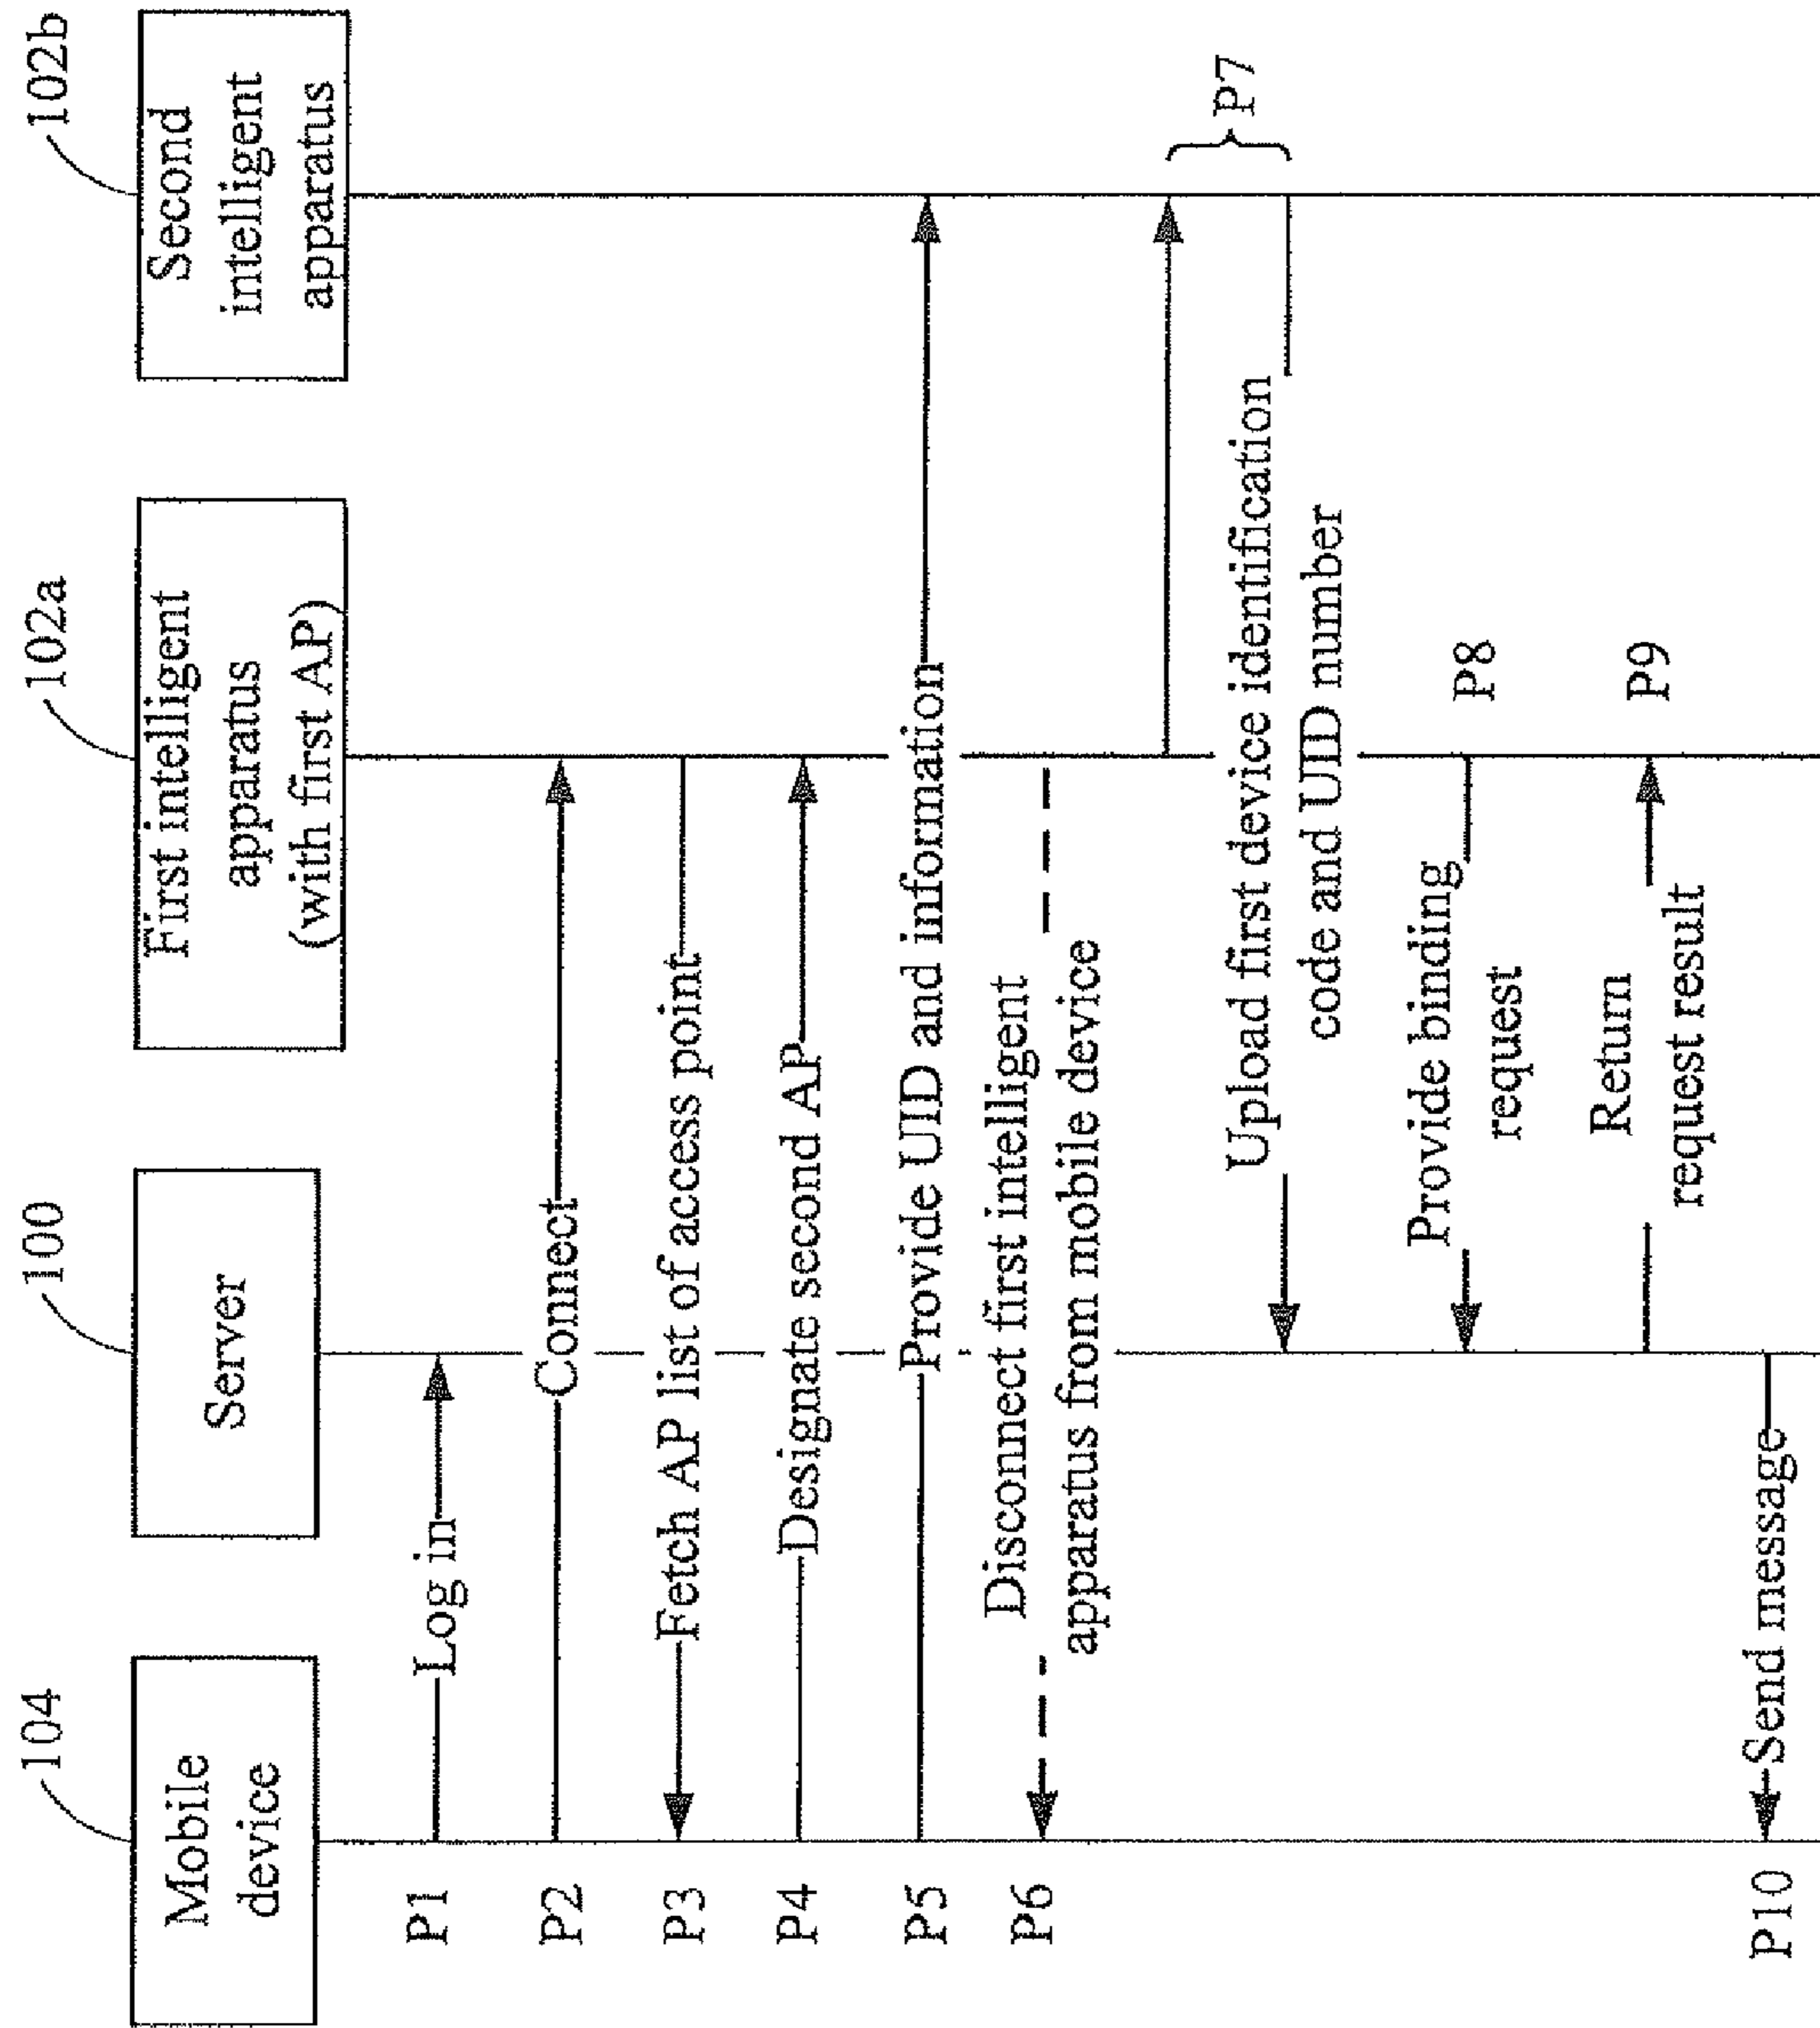 104
Mobile
device
100
Server
102a
First intelligent
apparatus
(with first AP)
102b
Second
intelligent
apparatus
P1
Log in
P2
Connect
P3
Fetch AP list of access point
P4
Designate second AP
P5
Provide UID and information
P6
Disconnect first intelligent
apparatus from mobile device
P7
Upload first device identification
code and UID number
Provide binding
request
P8
Return
request result
P9
P10
Send message